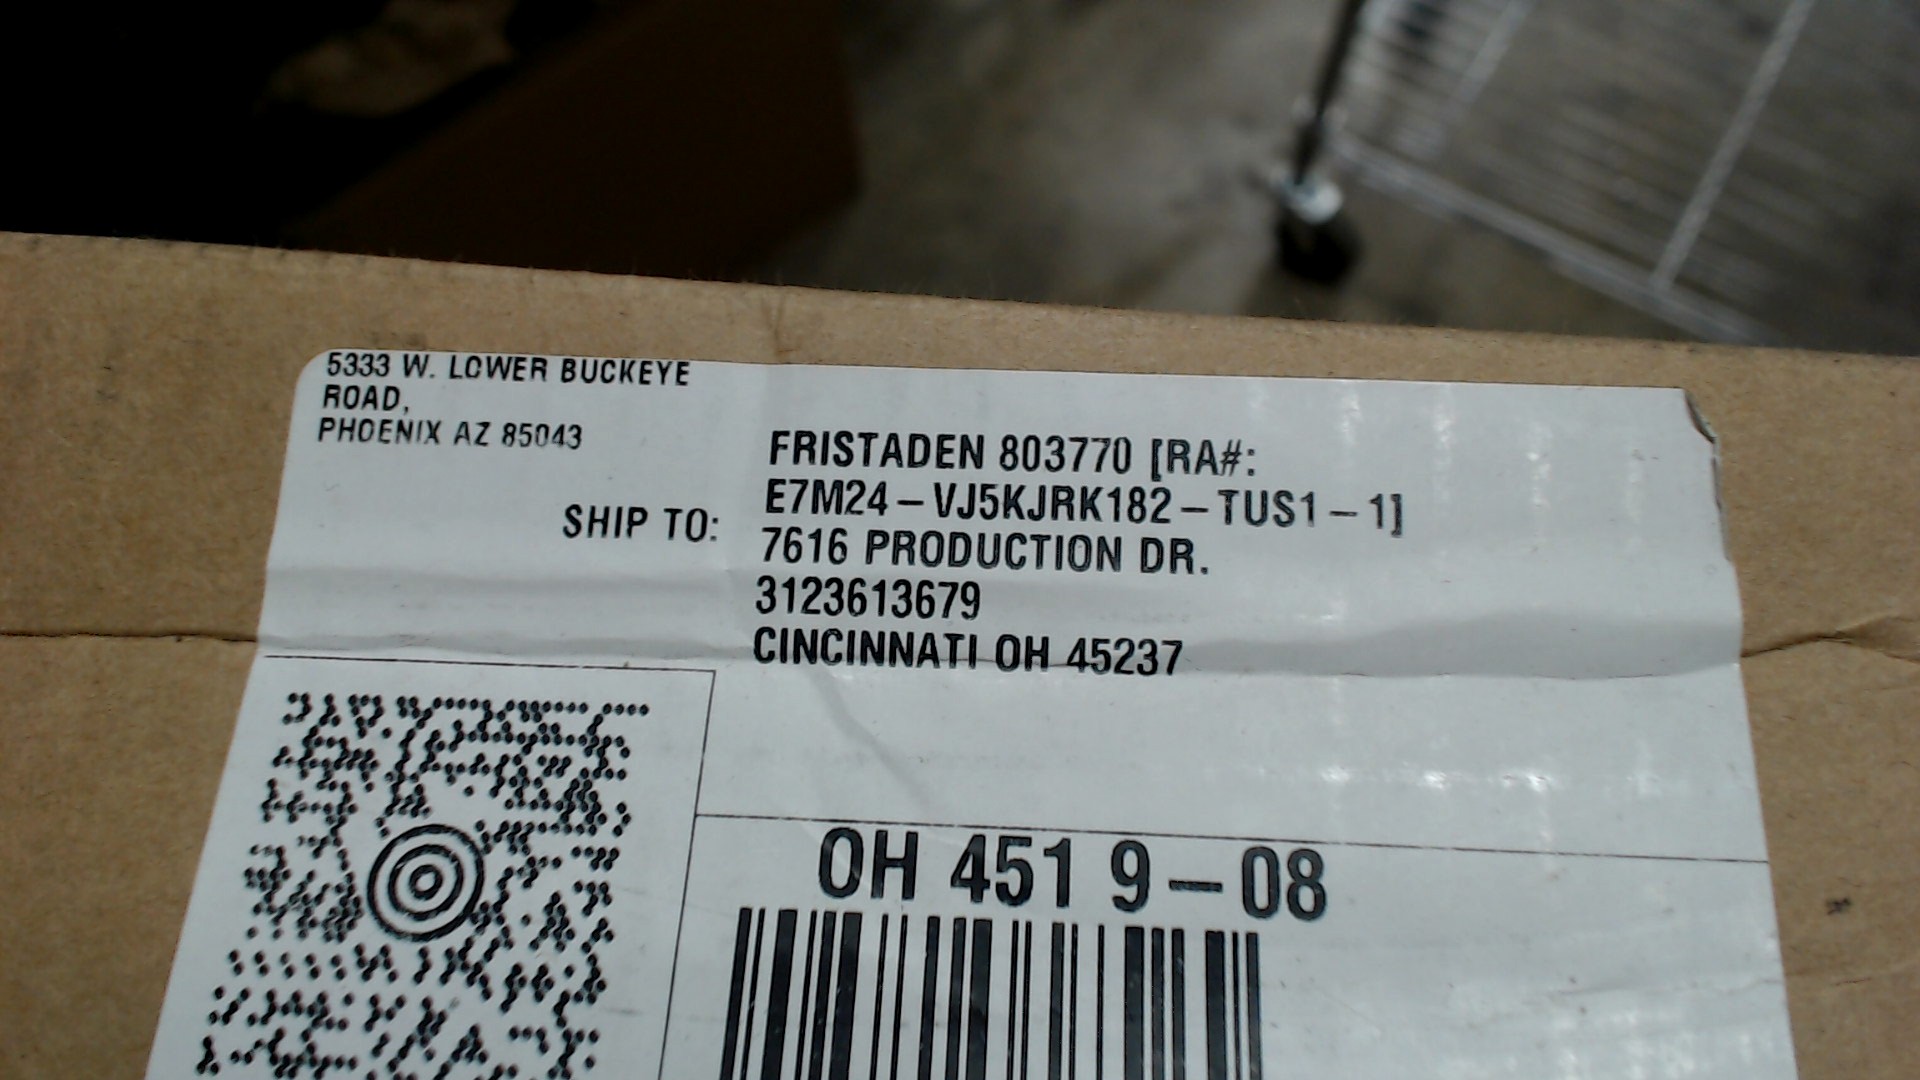 5333 W. LOWER BUCKEYE
ROAD,
PHOENIX AZ 85043
SHIP TO:
FRISTADEN 803770 [RA#:
E7M24-VJ5KJRK182-TUS1-1]
7616 PRODUCTION DR.
3123613679
CINCINNATI OH 45237
OH 451 9-08